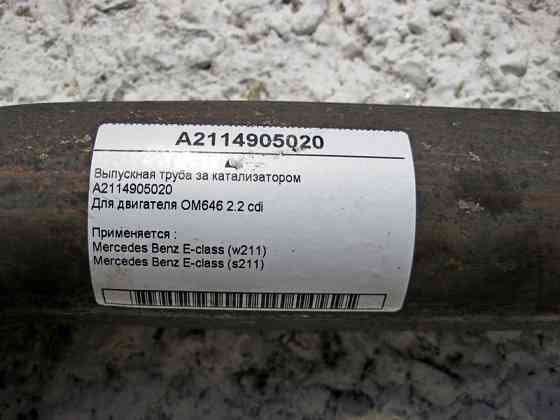 A2114905020
Выпускная труба за катализатором
A2114905020
Для двигателя OM646 2.2 cdi
Применяется :
Mercedes Benz E-class (w211)
Mercedes Benz E-class (s211)